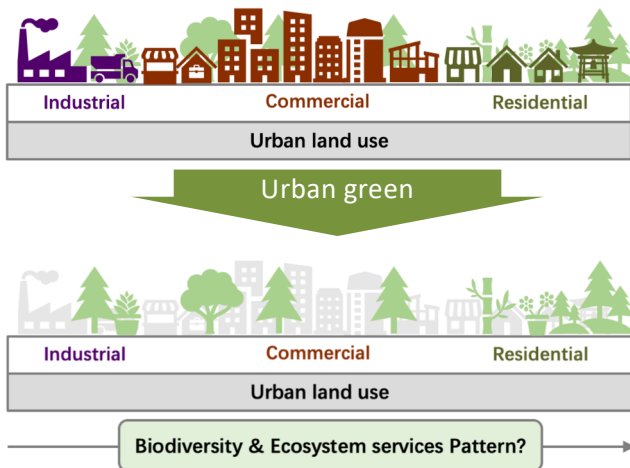 Industrial Commercial Residential
Urban land use
Urban green
Industrial Commercial Residential
Urban land use
Biodiversity & Ecosystem services Pattern?